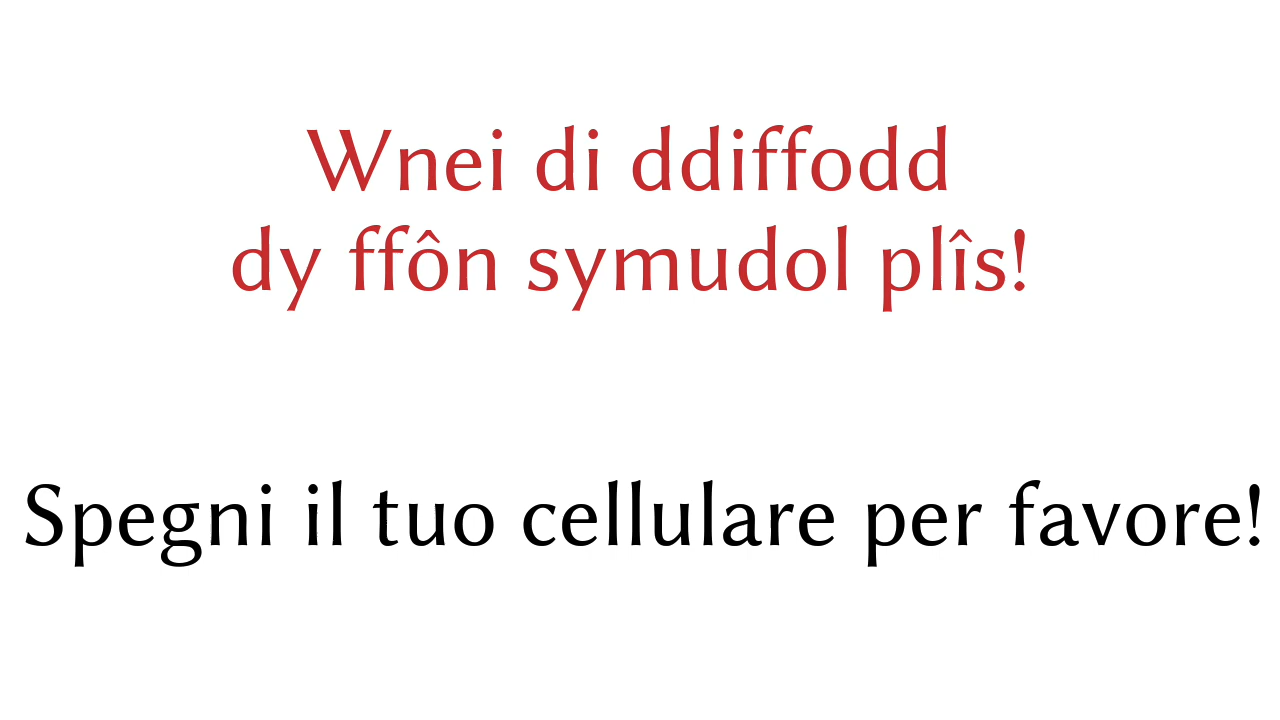 Wnei di ddiffodd
dy ffôn symudol plîs!
Spegni il tuo cellulare per favore!